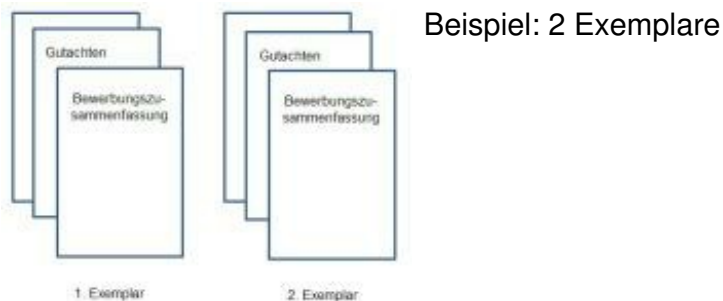 Beispiel: 2 Exemplare
Gutachten
Bewerbungszu-
sammenfassung
1. Exemplar
Gutachten
Bewerbungszu-
sammenfassung
2. Exemplar